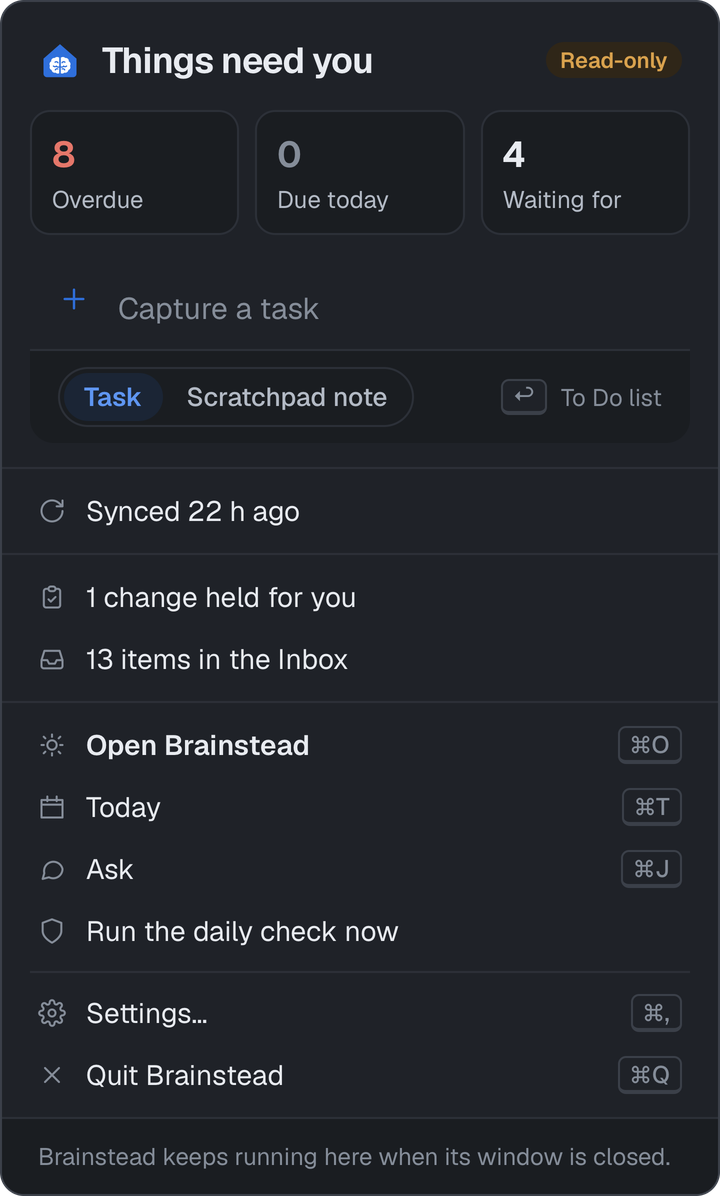 Things need you
Read-only
8
Overdue
0
Due today
4
Waiting for
Capture a task
Task
Scratchpad note
To Do list
Synced 22 h ago
1 change held for you
13 items in the Inbox
Open Brainstead
⌘O
Today
⌘T
Ask
⌘J
Run the daily check now
Settings…
⌘,
Quit Brainstead
⌘Q
Brainstead keeps running here when its window is closed.